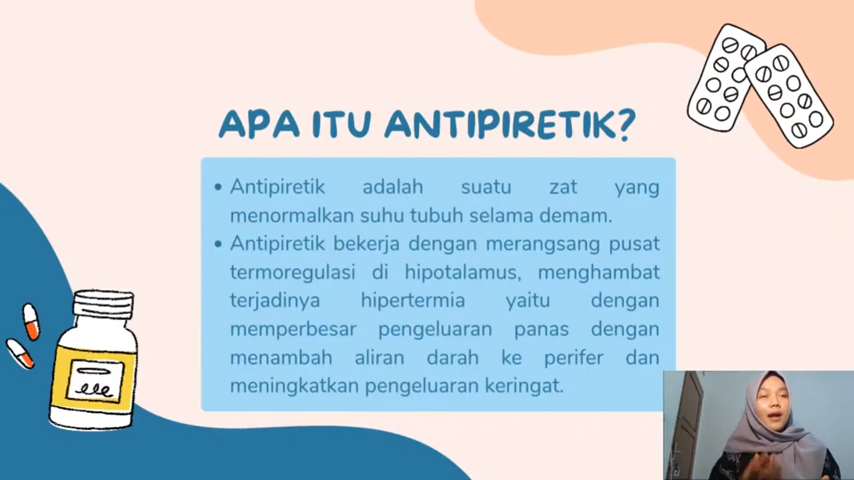 APA ITU ANTIPIRETIK?
• Antipiretik adalah suatu zat yang
menormalkan suhu tubuh selama demam.
• Antipiretik bekerja dengan merangsang pusat
termoregulasi di hipotalamus, menghambat
terjadinya hipertermia yaitu dengan
memperbesar pengeluaran panas dengan
menambah aliran darah ke perifer dan
meningkatkan pengeluaran keringat.